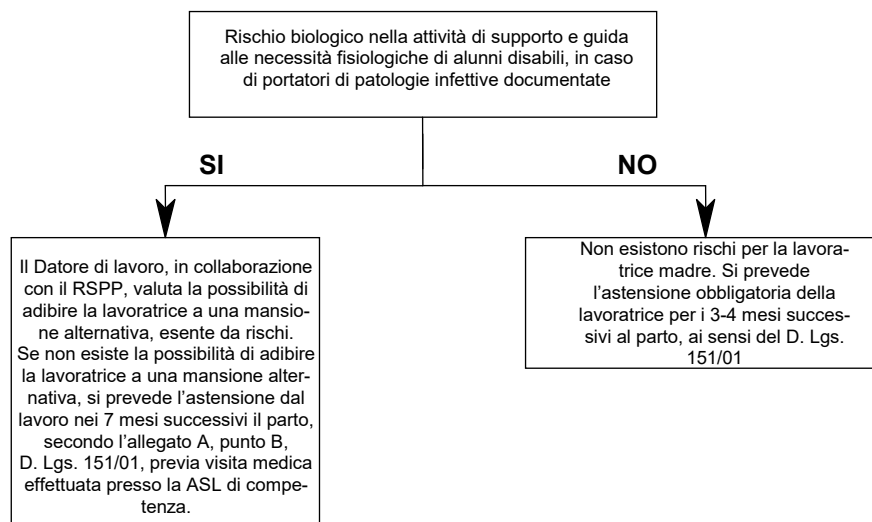 Rischio biologico nella attività di supporto e guida
alle necessità fisiologiche di alunni disabili, in caso
di portatori di patologie infettive documentate
SI
NO
Il Datore di lavoro, in collaborazione
con il RSPP, valuta la possibilità di
adibire la lavoratrice a una mansio-
ne alternativa, esente da rischi.
Se non esiste la possibilità di adibire
la lavoratrice a una mansione alter-
nativa, si prevede l’astensione dal
lavoro nei 7 mesi successivi il parto,
secondo l’allegato A, punto B,
D. Lgs. 151/01, previa visita medica
effettuata presso la ASL di compe-
tenza.
Non esistono rischi per la lavora-
trice madre. Si prevede
l’astensione obbligatoria della
lavoratrice per i 3-4 mesi succes-
sivi al parto, ai sensi del D. Lgs.
151/01